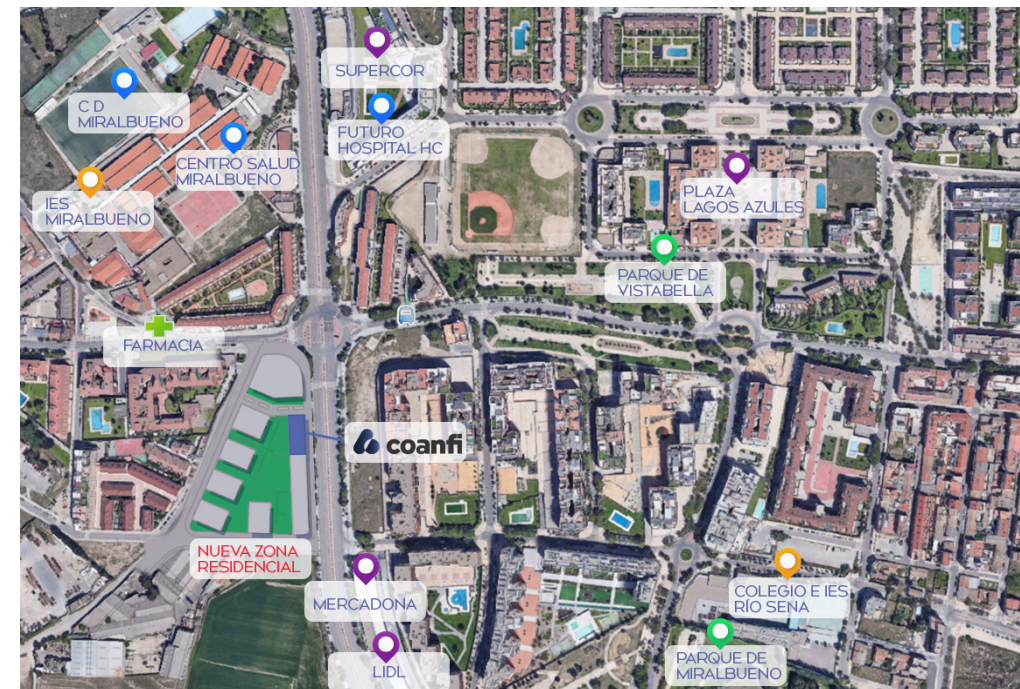 SUPERCOR
C D
MIRALBUENO
FUTURO
HOSPITAL HC
CENTRO SALUD
MIRALBUENO
PLAZA
LAGOS AZULES
IES
MIRALBUENO
PARQUE DE
VISTABELLA
FARMACIA
coanfi
NUEVA ZONA
RESIDENCIAL
MERCADONA
COLEGIO E IES
RÍO SENA
LIDL
PARQUE DE
MIRALBUENO